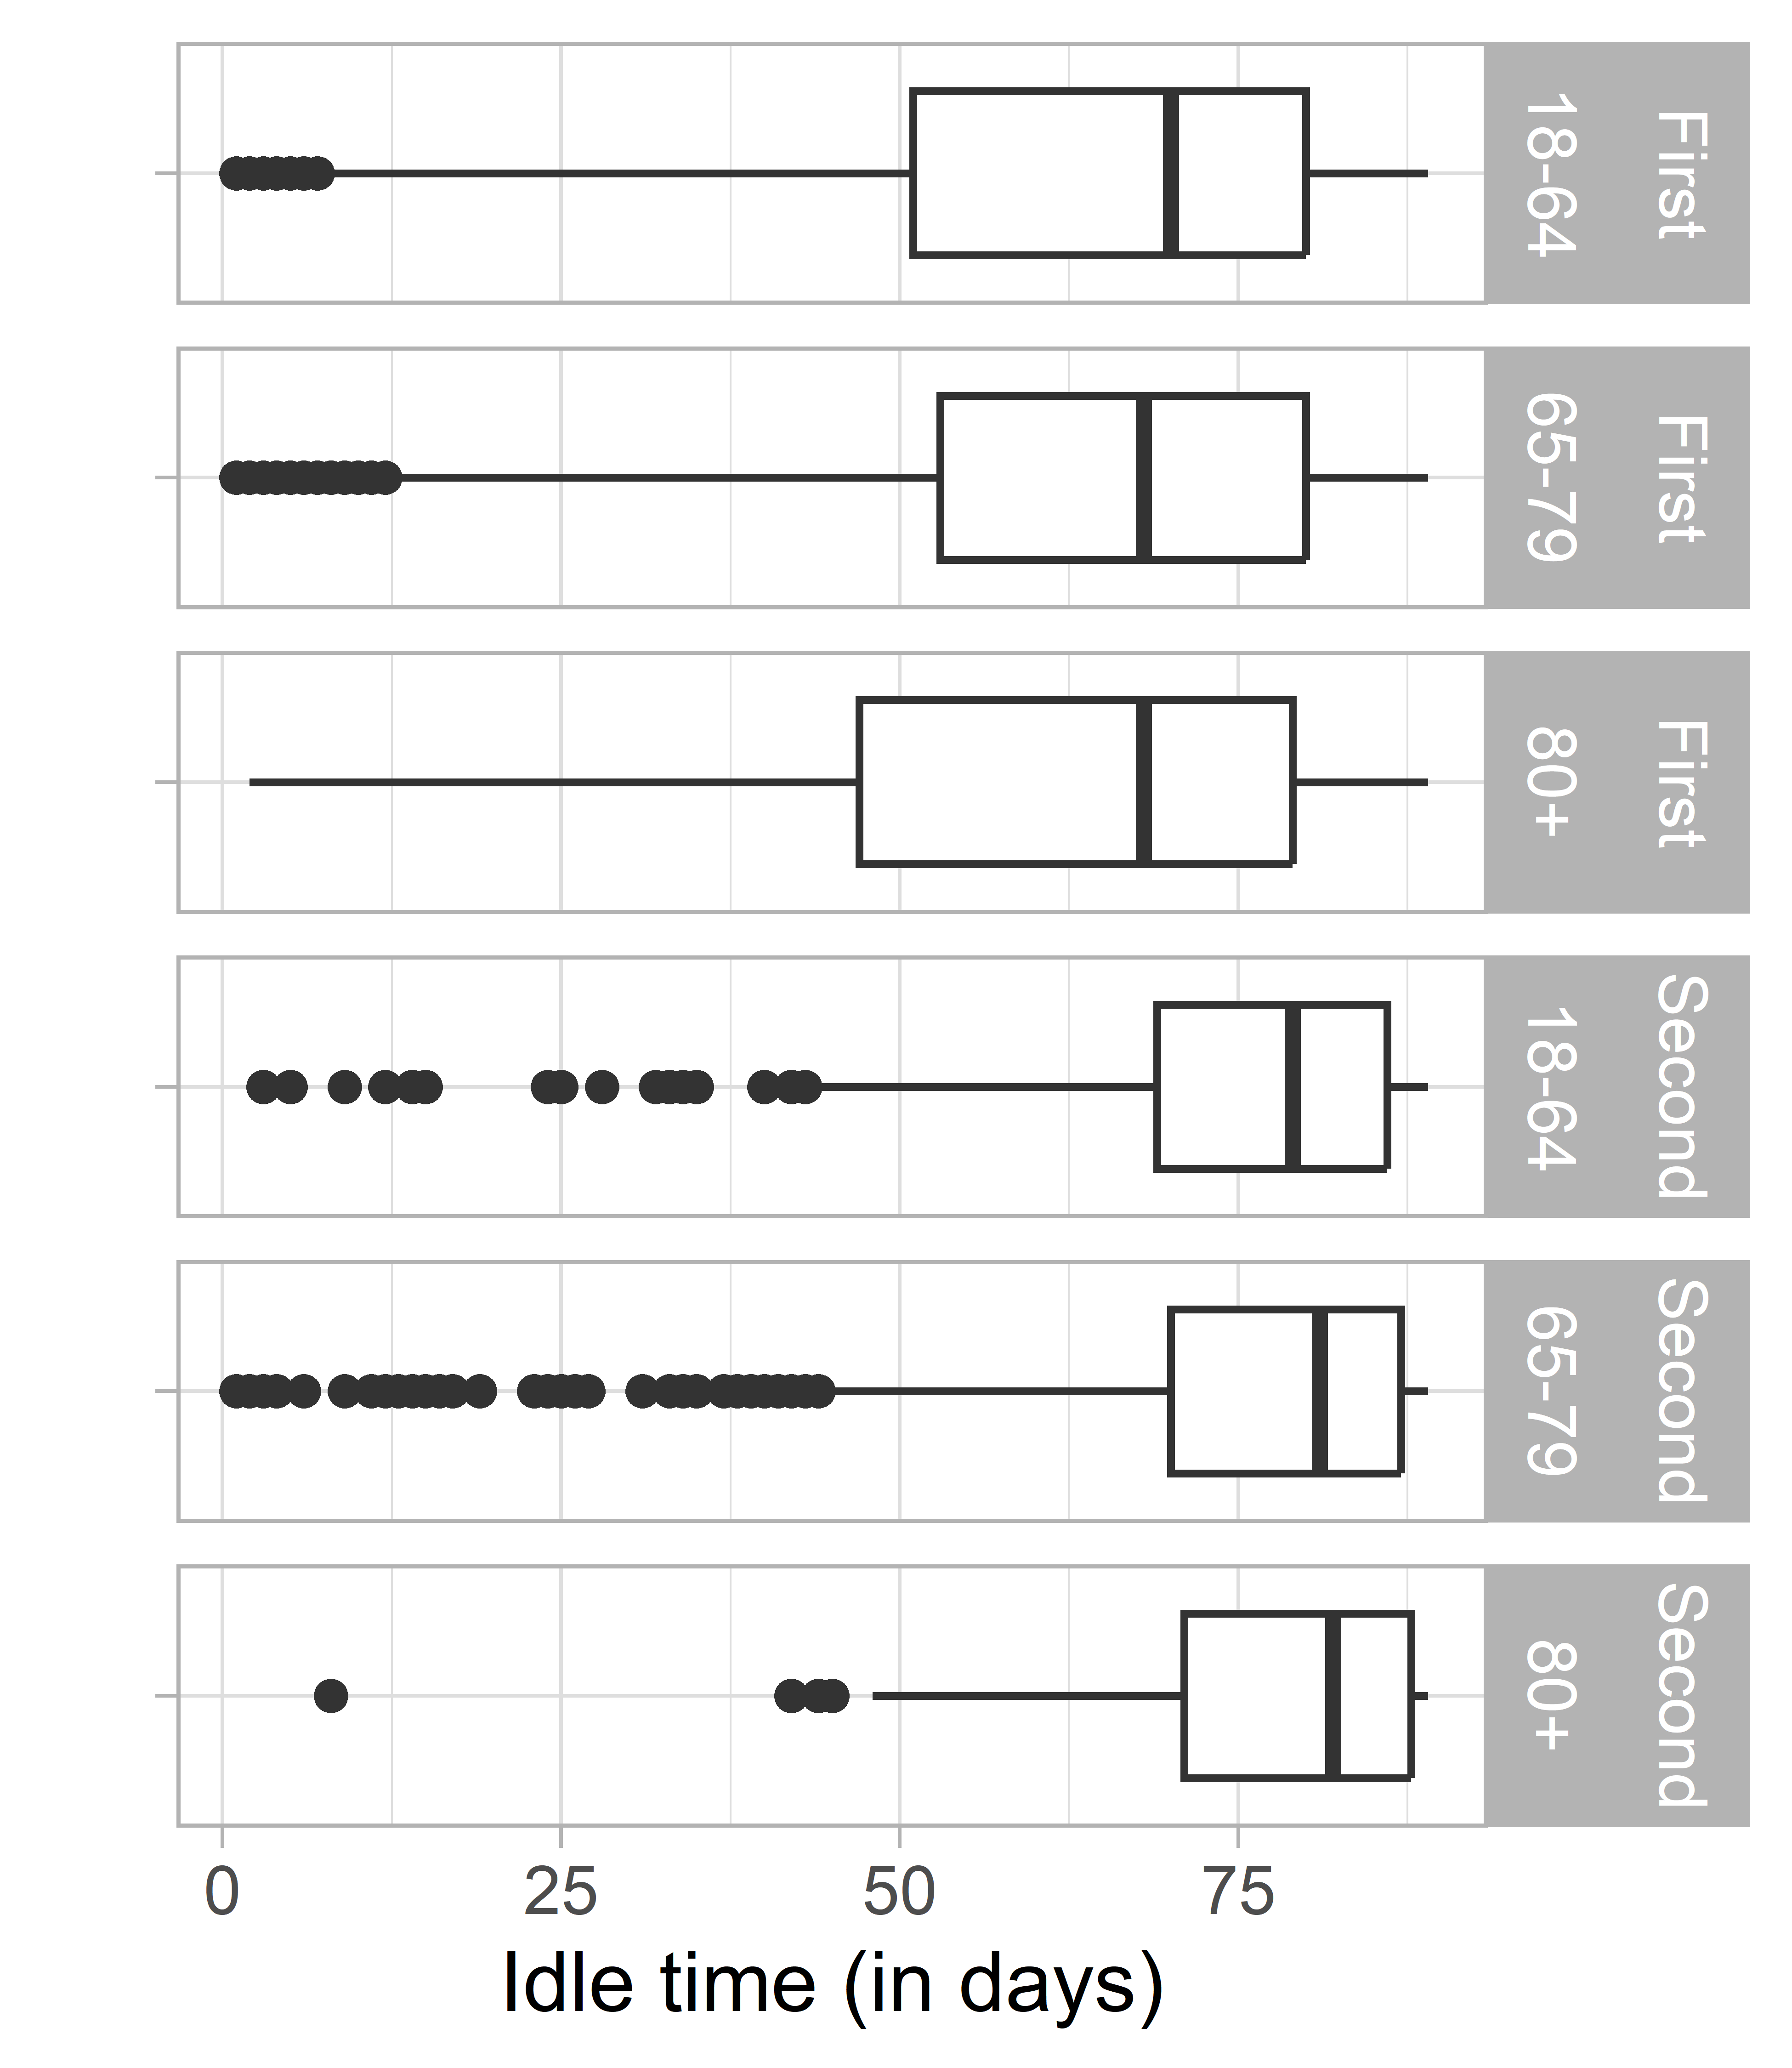 First
18-64
First
65-79
First
80+
Second
18-64
Second
65-79
Second
80+
0 25 50 75
Idle time (in days)